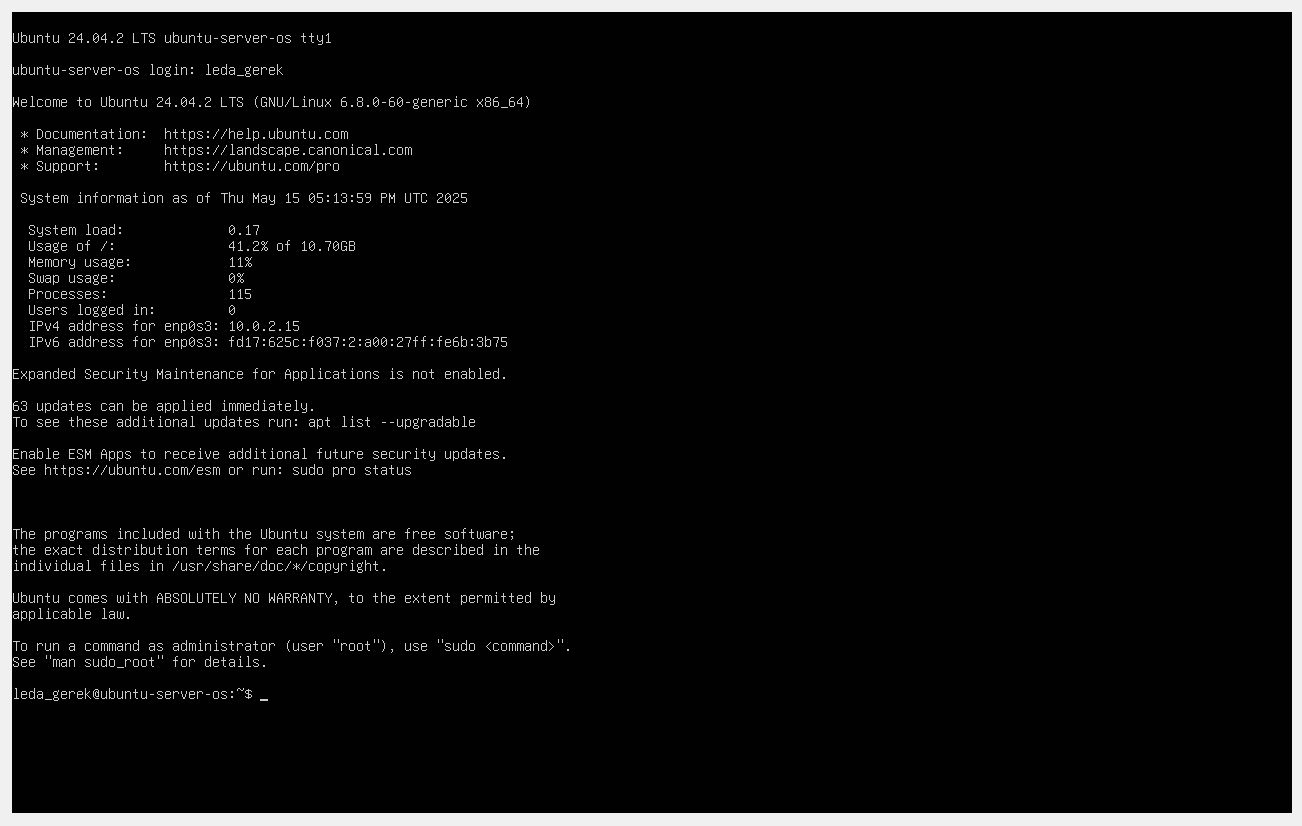 Ubuntu 24.04.2 LTS ubuntu-server-os tty1
ubuntu-server-os login: leda_gerek
Welcome to Ubuntu 24.04.2 LTS (GNU/Linux 6.8.0-60-generic x86_64)
* Documentation:  https://help.ubuntu.com
* Management:     https://landscape.canonical.com
* Support:        https://ubuntu.com/pro
System information as of Thu May 15 05:13:59 PM UTC 2025
System load:             0.17
Usage of /:              41.2% of 10.70GB
Memory usage:            11%
Swap usage:              0%
Processes:               115
Users logged in:         0
IPv4 address for enp0s3: 10.0.2.15
IPv6 address for enp0s3: fd17:625c:f037:2:a00:27ff:fe6b:3b75
Expanded Security Maintenance for Applications is not enabled.
63 updates can be applied immediately.
To see these additional updates run: apt list --upgradable
Enable ESM Apps to receive additional future security updates.
See https://ubuntu.com/esm or run: sudo pro status
The programs included with the Ubuntu system are free software;
the exact distribution terms for each program are described in the
individual files in /usr/share/doc/*/copyright.
Ubuntu comes with ABSOLUTELY NO WARRANTY, to the extent permitted by
applicable law.
To run a command as administrator (user "root"), use "sudo <command>".
See "man sudo_root" for details.
leda_gerek@ubuntu-server-os:~$ _